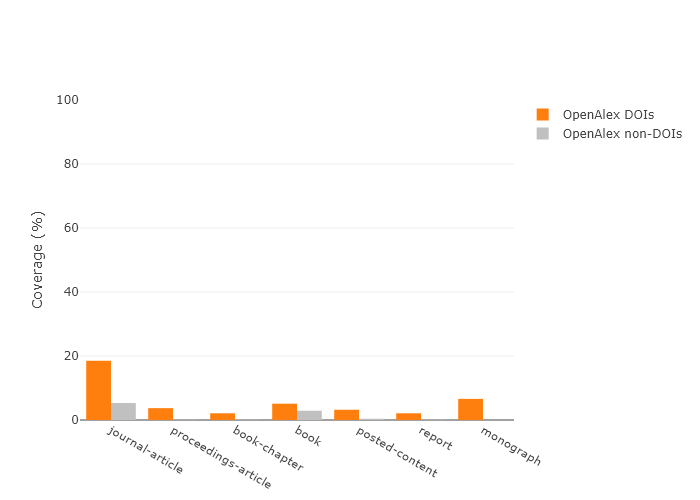 100
80
60
40
20
0
Coverage (%)
journal-article
proceedings-article
book-chapter
book
posted-content
report
monograph
OpenAlex DOIs
OpenAlex non-DOIs